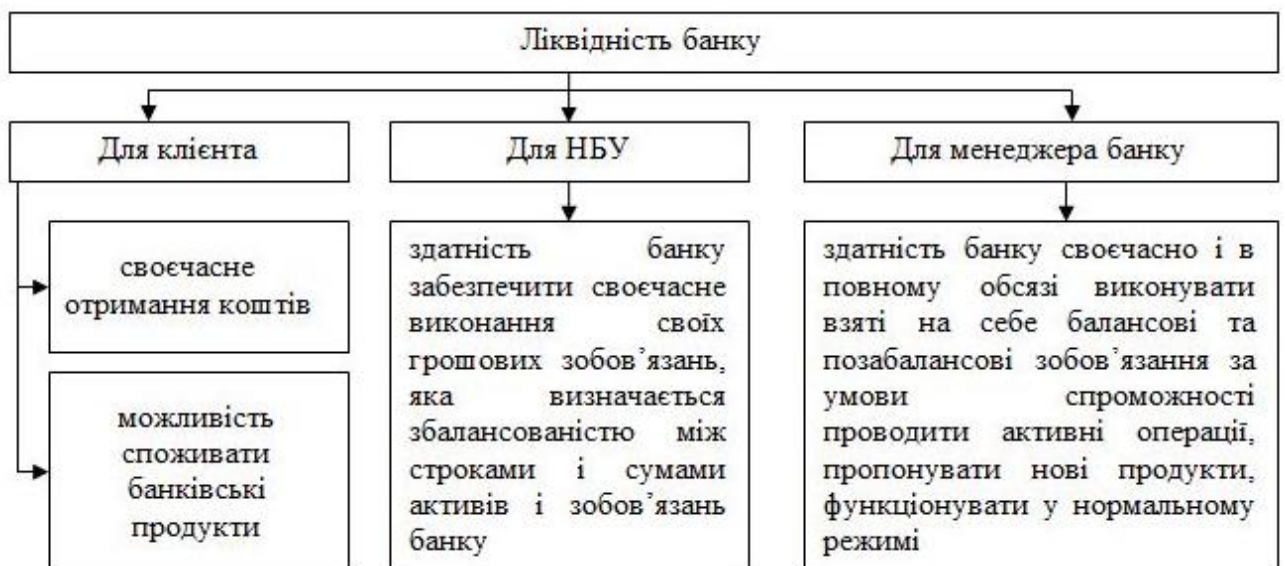 Ліквідність банку
Для клієнта
Для НБУ
Для менеджера банку
своєчасне
отримання коштів
можливість
споживати
банківські
продукти
здатність банку
забезпечити своєчасне
виконання своїх
грошових зобов’язань,
яка визначається
збалансованістю між
строками і сумами
активів і зобов’язань
банку
здатність банку своєчасно і в
повному обсязі виконувати
взяті на себе балансові та
позабалансові зобов’язання за
умови спроможності
проводити активні операції,
пропонувати нові продукти,
функціонувати у нормальному
режимі